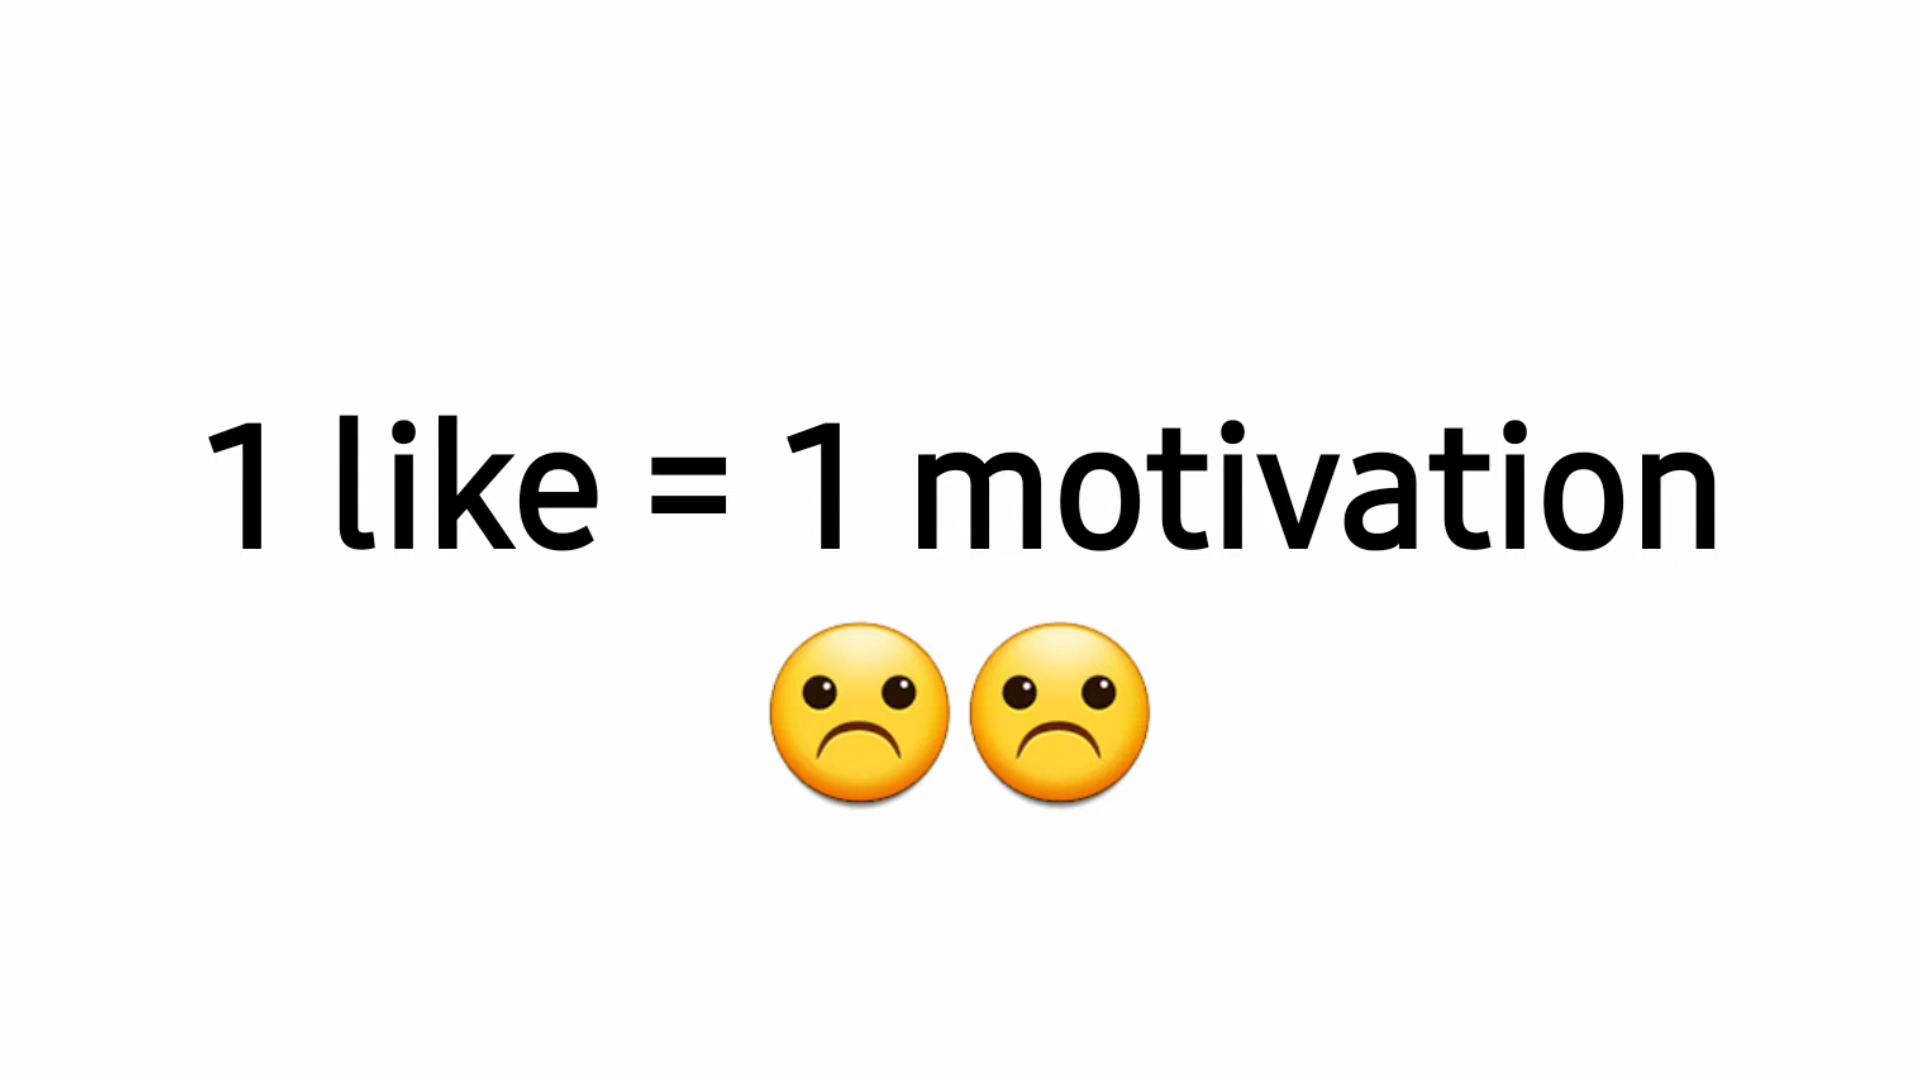 1 like = 1 motivation
☹️☹️